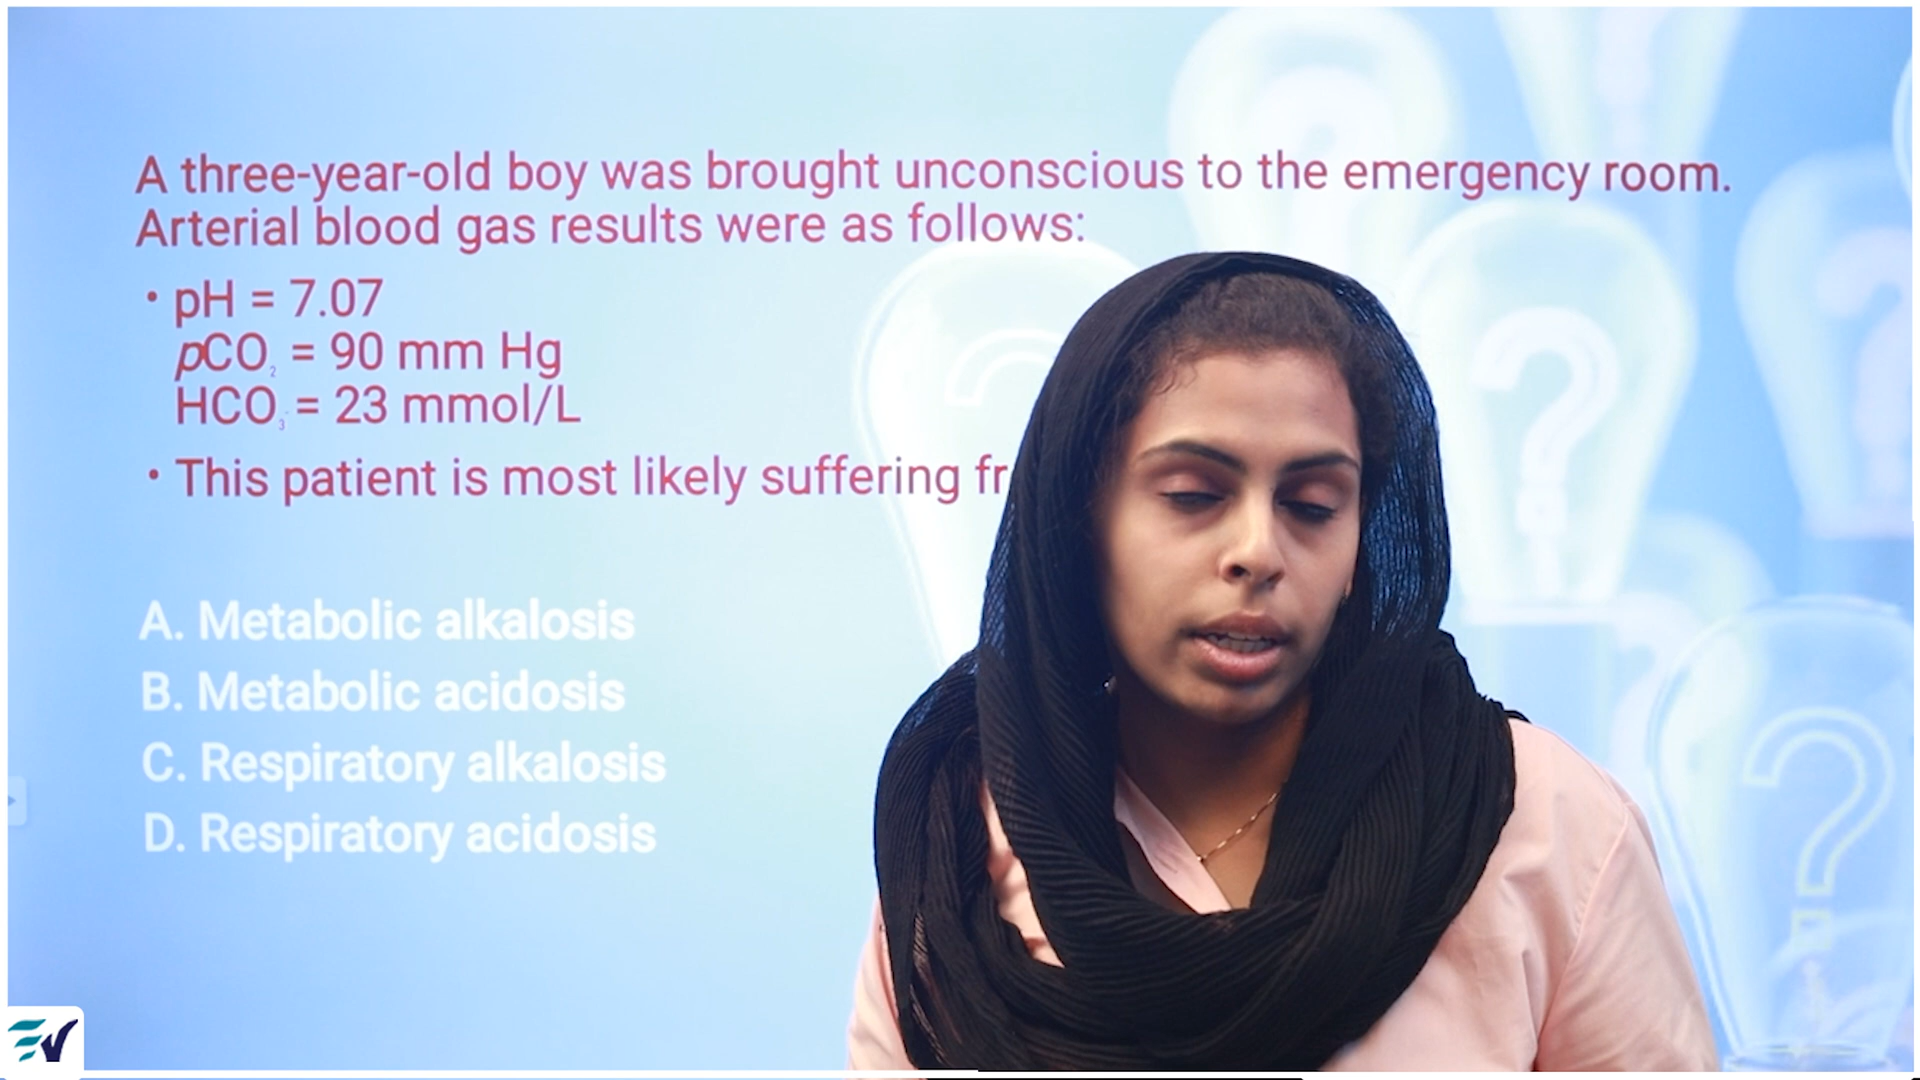 A three-year-old boy was brought unconscious to the emergency room.
Arterial blood gas results were as follows:
• pH = 7.07
pCO₂ = 90 mm Hg
HCO₃⁻ = 23 mmol/L
• This patient is most likely suffering
A. Metabolic alkalosis
B. Metabolic acidosis
C. Respiratory alkalosis
D. Respiratory acidosis